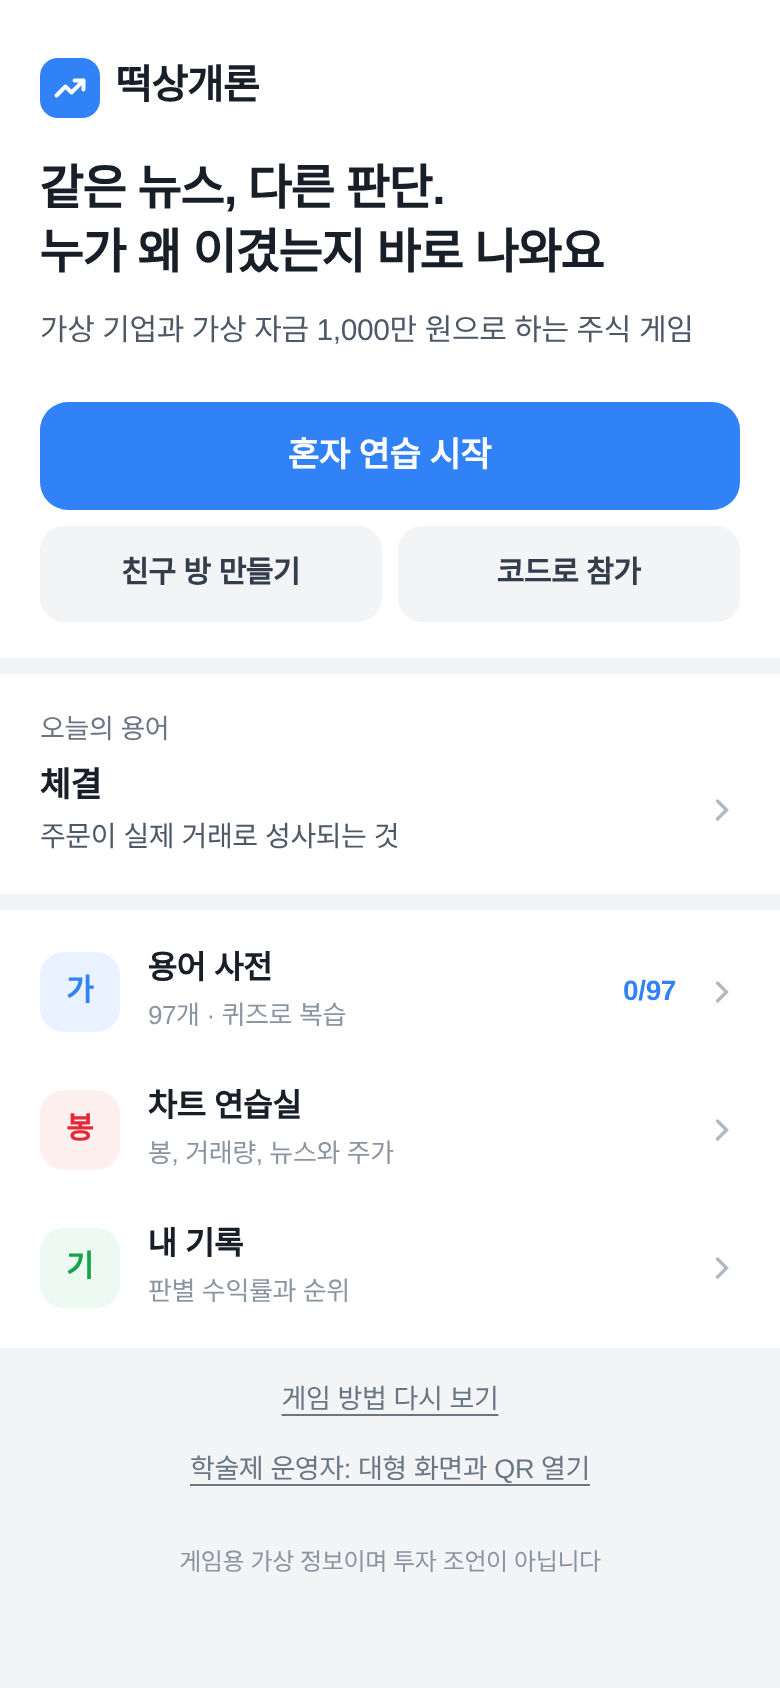 떡상개론
같은 뉴스, 다른 판단.
누가 왜 이겼는지 바로 나와요
가상 기업과 가상 자금 1,000만 원으로 하는 주식 게임
혼자 연습 시작
친구 방 만들기
코드로 참가
오늘의 용어
체결
주문이 실제 거래로 성사되는 것
가
용어 사전
97개 · 퀴즈로 복습
0/97
봉
차트 연습실
봉, 거래량, 뉴스와 주가
기
내 기록
판별 수익률과 순위
게임 방법 다시 보기
학술제 운영자: 대형 화면과 QR 열기
게임용 가상 정보이며 투자 조언이 아닙니다